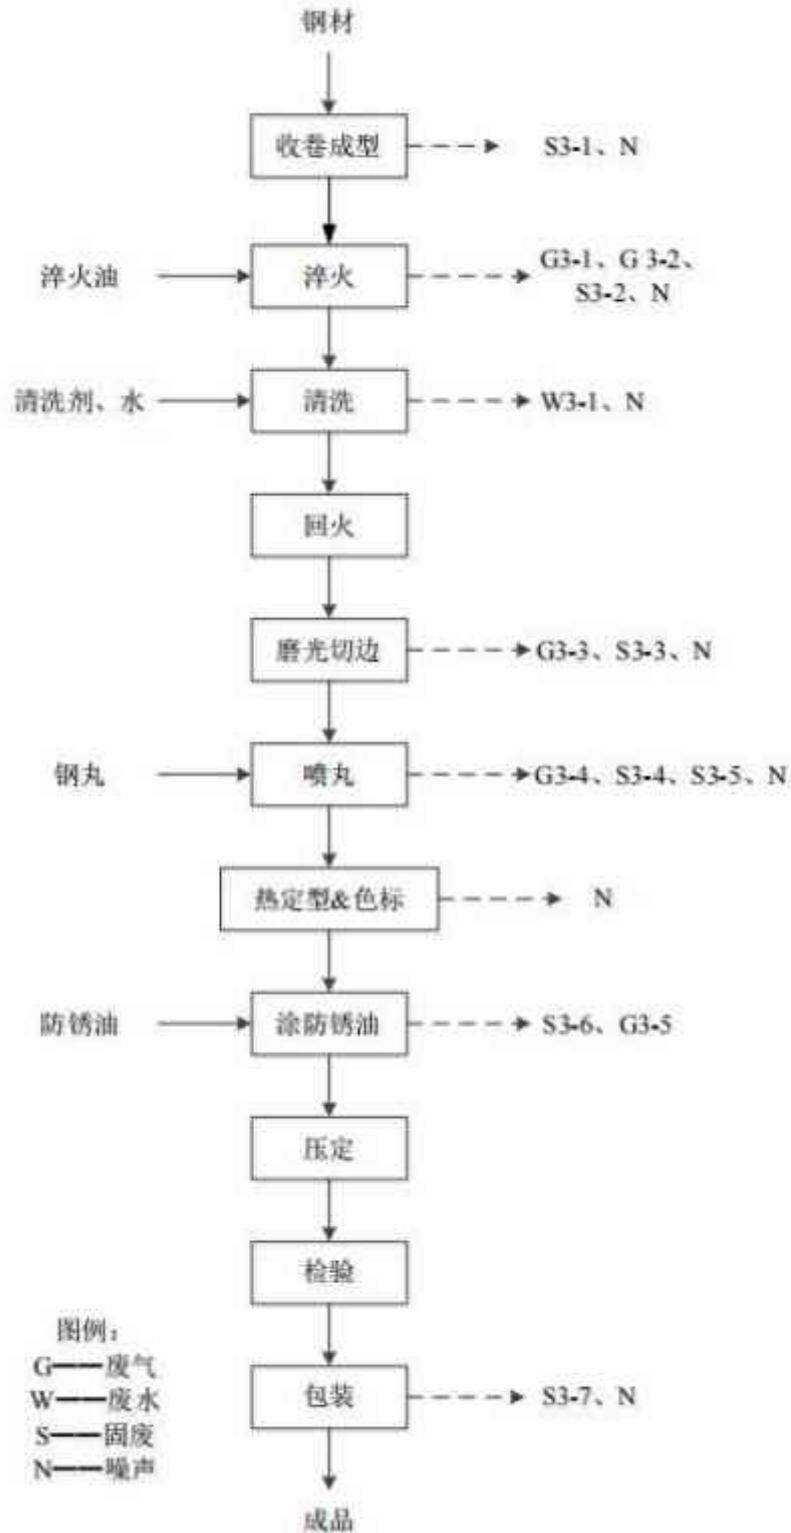 钢材
收卷成型
S3-1、N
淬火油
淬火
G3-1、G 3-2、
S3-2、N
清洗剂、水
清洗
W3-1、N
回火
磨光切边
G3-3、S3-3、N
钢丸
喷丸
G3-4、S3-4、S3-5、N
热定型&色标
N
防锈油
涂防锈油
S3-6、G3-5
压定
检验
包装
S3-7、N
成品
图例：
G——废气
W——废水
S——固废
N——噪声